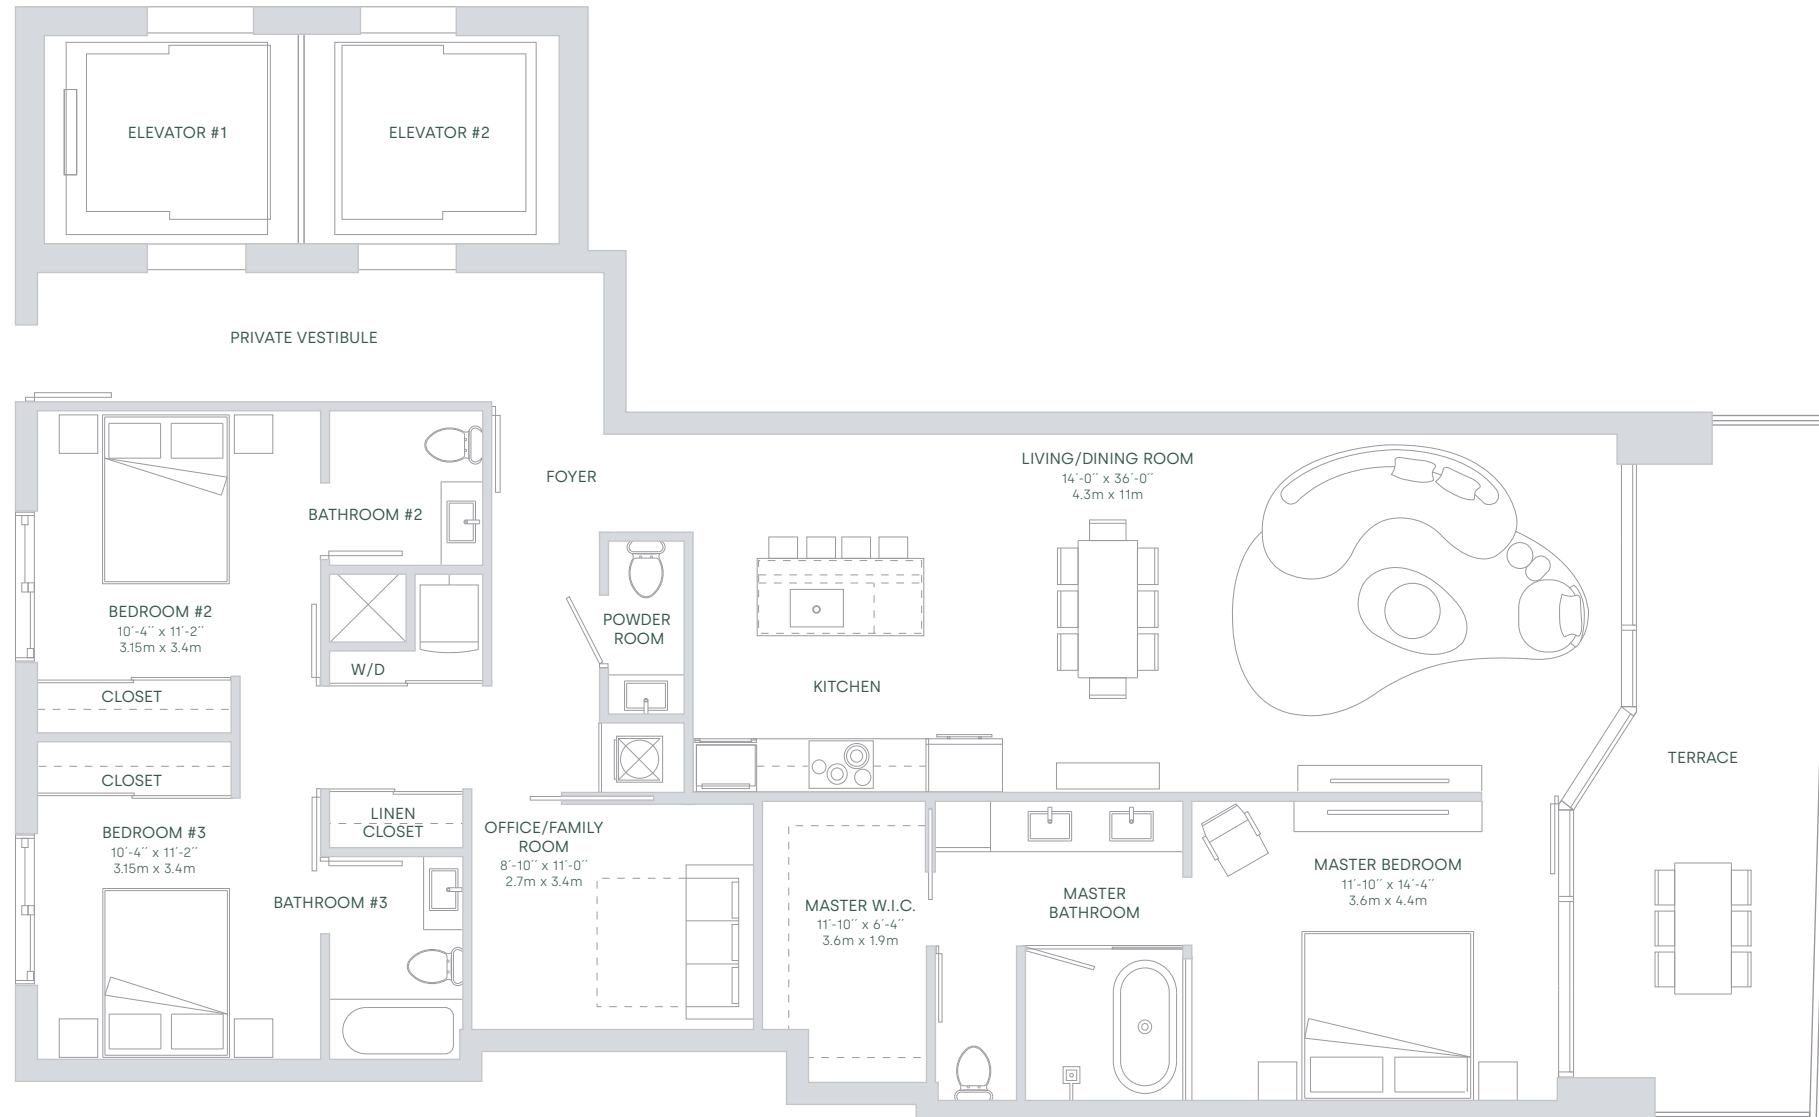 ELEVATOR #1
ELEVATOR #2
PRIVATE VESTIBULE
FOYER
LIVING/DINING ROOM
14´-0´´ x 36´-0´´
4.3m x 11m
BATHROOM #2
BEDROOM #2
10´-4´´ x 11´-2´´
3.15m x 3.4m
POWDER
ROOM
W/D
KITCHEN
CLOSET
TERRACE
CLOSET
LINEN
CLOSET
BEDROOM #3
10´-4´´ x 11´-2´´
3.15m x 3.4m
OFFICE/FAMILY
ROOM
8´-10´´ x 11´-0´´
2.7m x 3.4m
BATHROOM #3
MASTER W.I.C.
11´-10´´ x 6´-4´´
3.6m x 1.9m
MASTER
BATHROOM
MASTER BEDROOM
11´-10´´ x 14´-4´´
3.6m x 4.4m